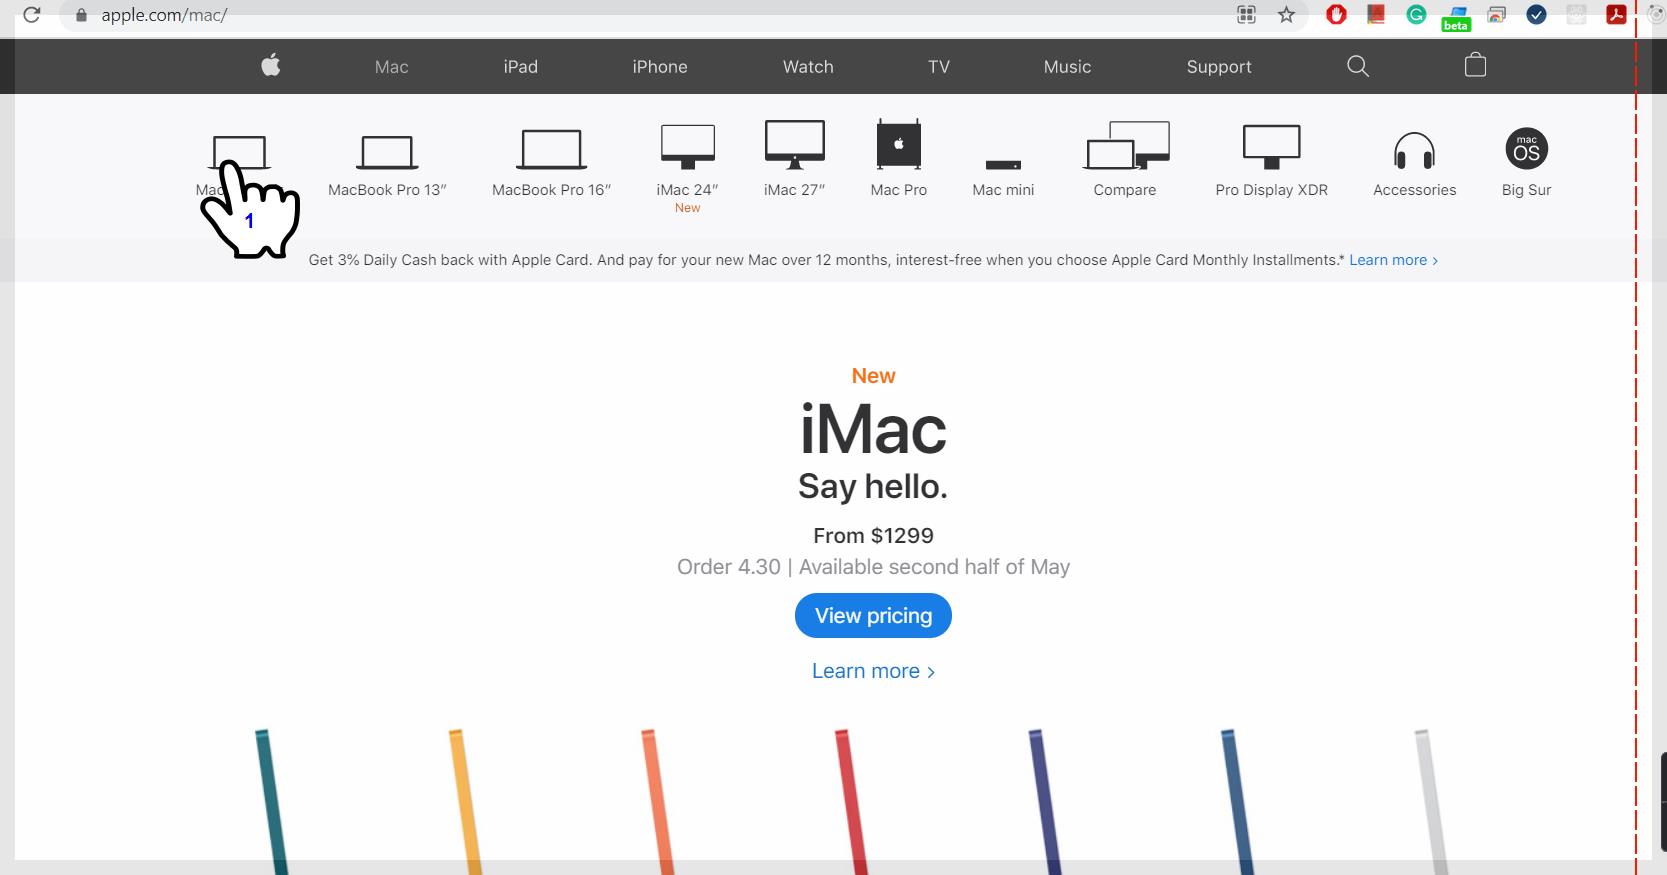 apple.com/mac/
beta
Mac iPad iPhone Watch TV Music Support
mac
OS
MacBook Pro 13” MacBook Pro 16” iMac 24” iMac 27” Mac Pro Mac mini Compare Pro Display XDR Accessories Big Sur
New
1
Get 3% Daily Cash back with Apple Card. And pay for your new Mac over 12 months, interest-free when you choose Apple Card Monthly Installments.* Learn more >
New
iMac
Say hello.
From $1299
Order 4.30 | Available second half of May
View pricing
Learn more >